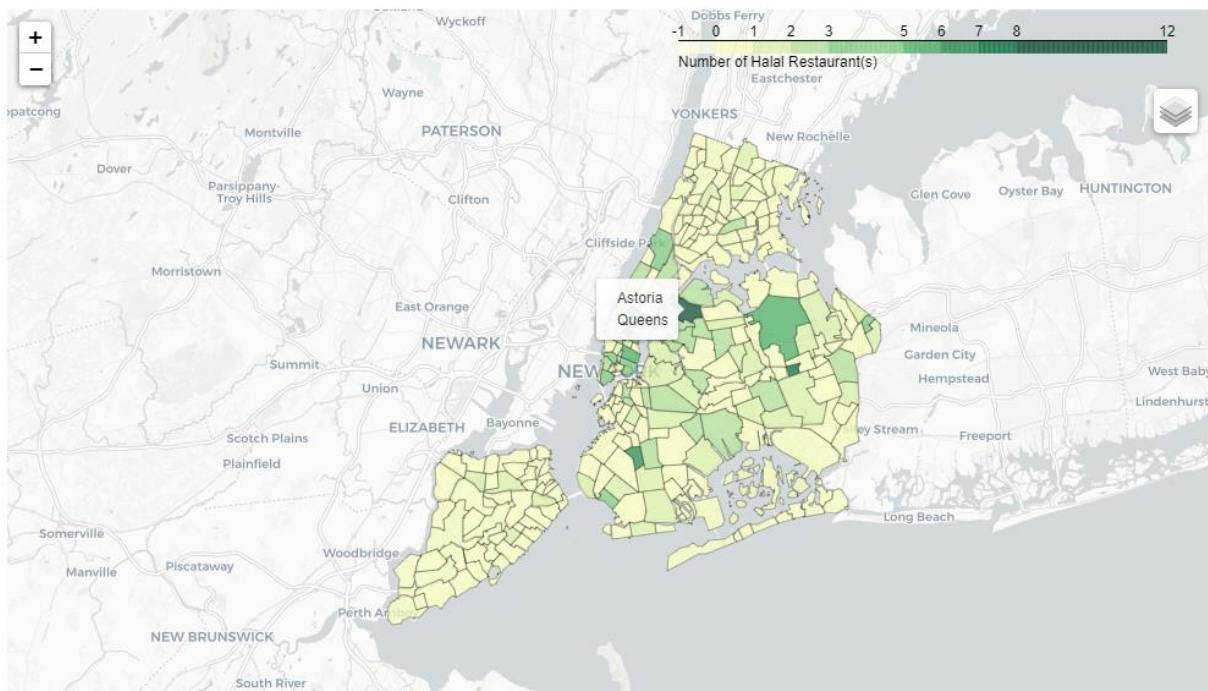 +
−
-1 0 1 2 3 5 6 7 8 12
Number of Halal Restaurant(s)
Wyckoff
Dobbs Ferry
Eastchester
Wayne
YONKERS
opatcong
Montville
PATERSON
New Rochelle
Dover
Parsippany-
Troy Hills
Clifton
Glen Cove
Oyster Bay
HUNTINGTON
Cliffside Park
Morristown
Astoria
Queens
East Orange
Mineola
NEWARK
Garden City
Summit
Union
Hempstead
West Baby
ELIZABETH
Bayonne
Lindenhurst
Scotch Plains
Plainfield
alley Stream
Freeport
Somerville
Woodbridge
Long Beach
Manville
Piscataway
Perth Amboy
NEW BRUNSWICK
South River